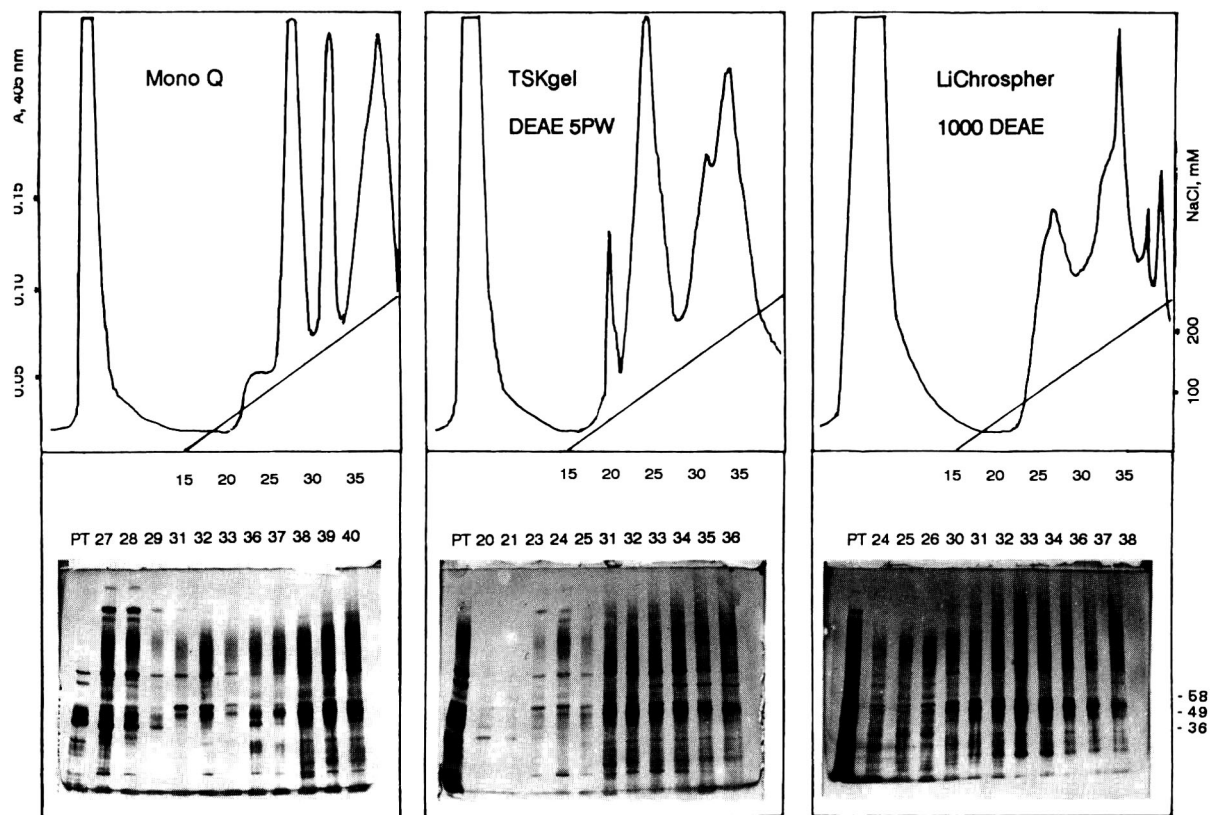 A, 405 nm
0.15
0.10
0.05
Mono Q
15 20 25 30 35
PT 27 28 29 31 32 33 36 37 38 39 40
TSKgel
DEAE 5PW
15 20 25 30 35
PT 20 21 23 24 25 31 32 33 34 35 36
LiChrospher
1000 DEAE
NaCl, mM
200
100
15 20 25 35
PT 24 25 26 30 31 32 33 34 36 37 38
- 68
- 49
- 36